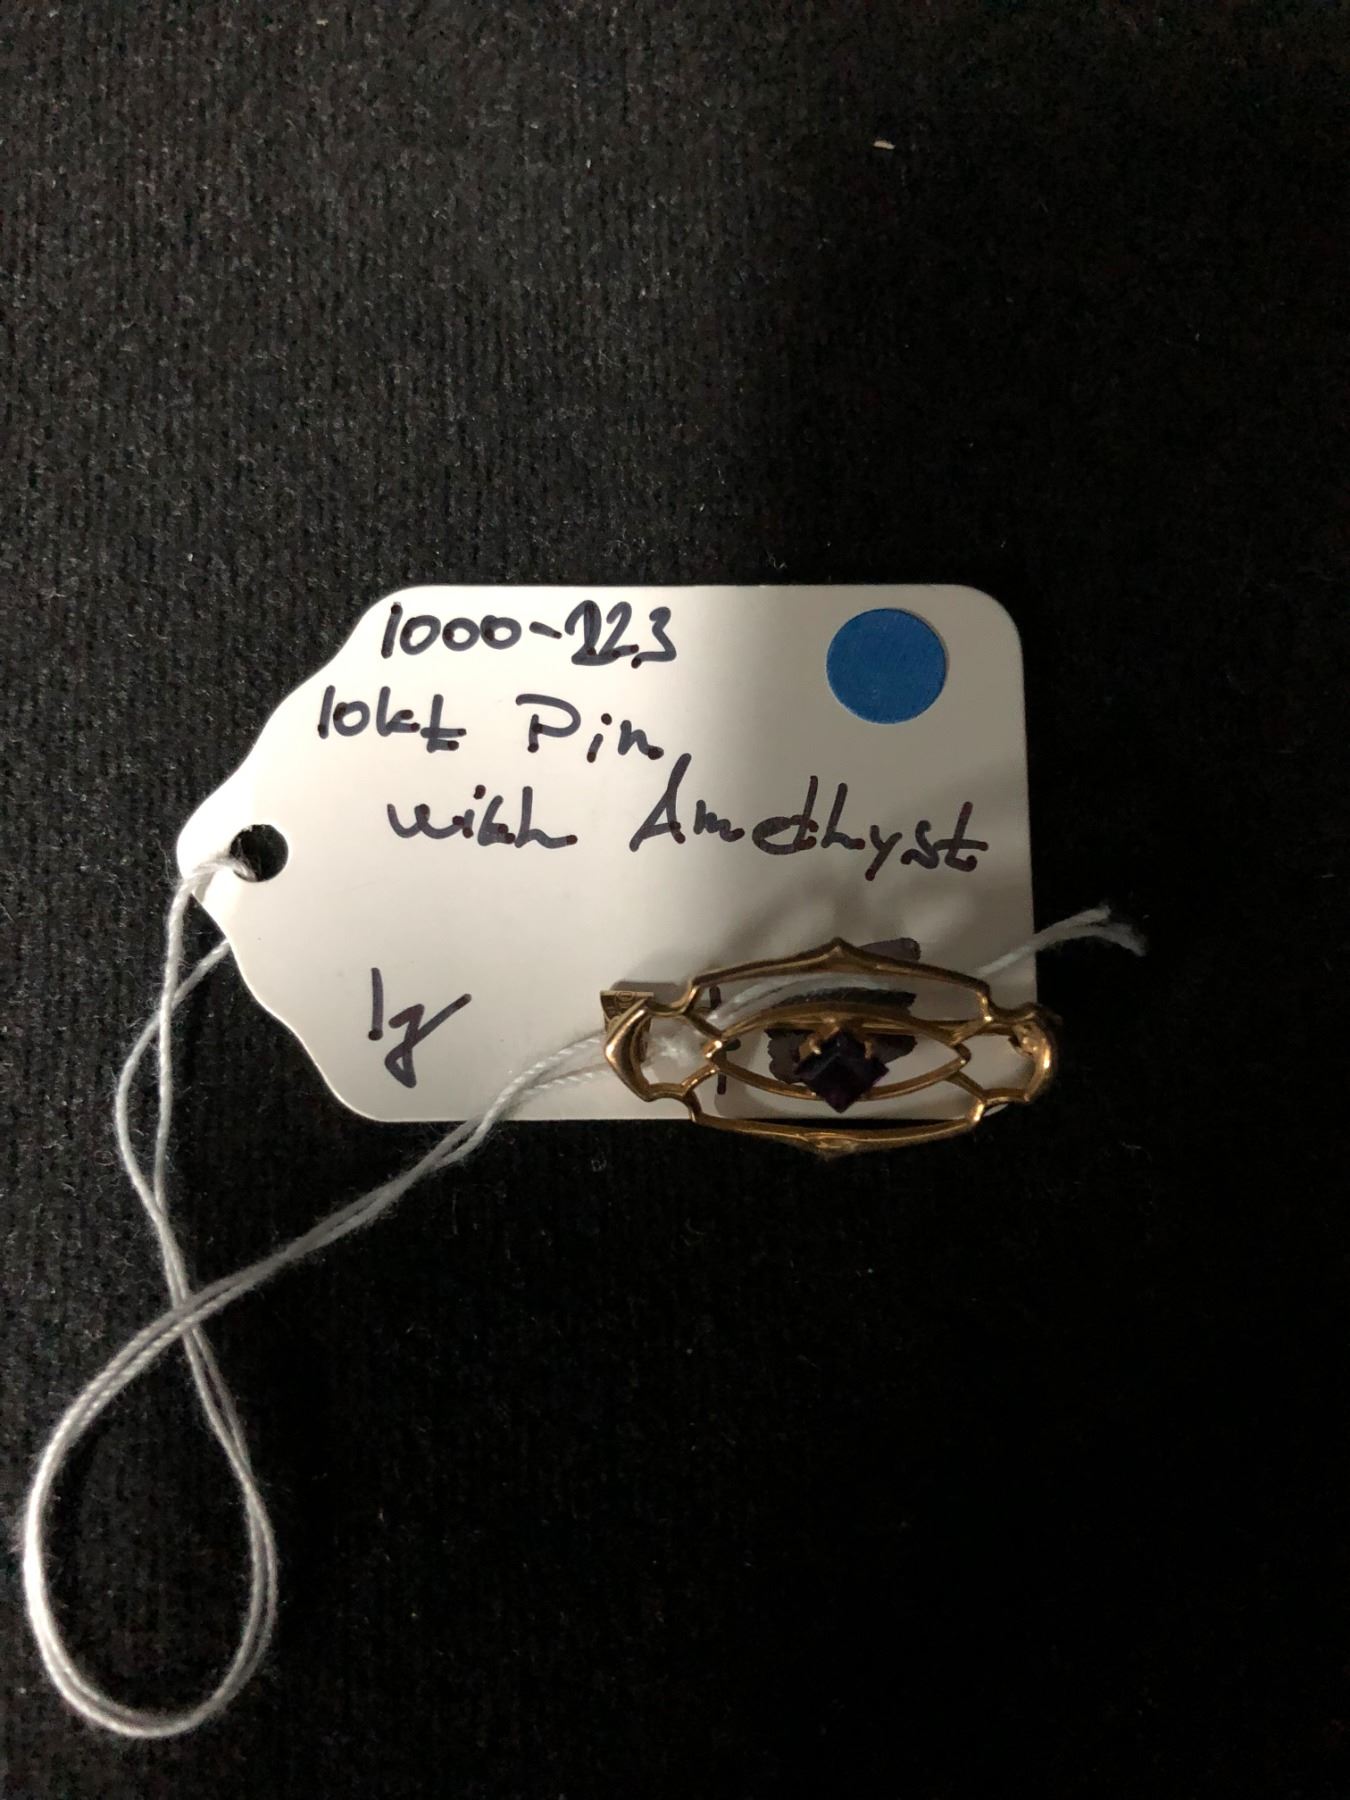 1000-223
10kt Pin
with Amethyst
1g